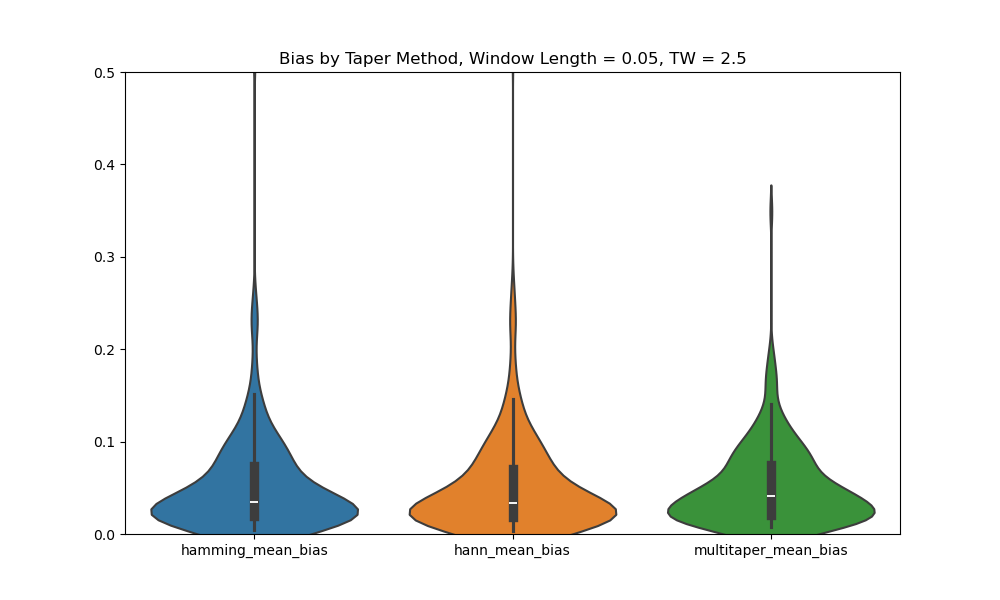 Bias by Taper Method, Window Length = 0.05, TW = 2.5
0.5
0.4
0.3
0.2
0.1
0.0
hamming_mean_bias
hann_mean_bias
multitaper_mean_bias